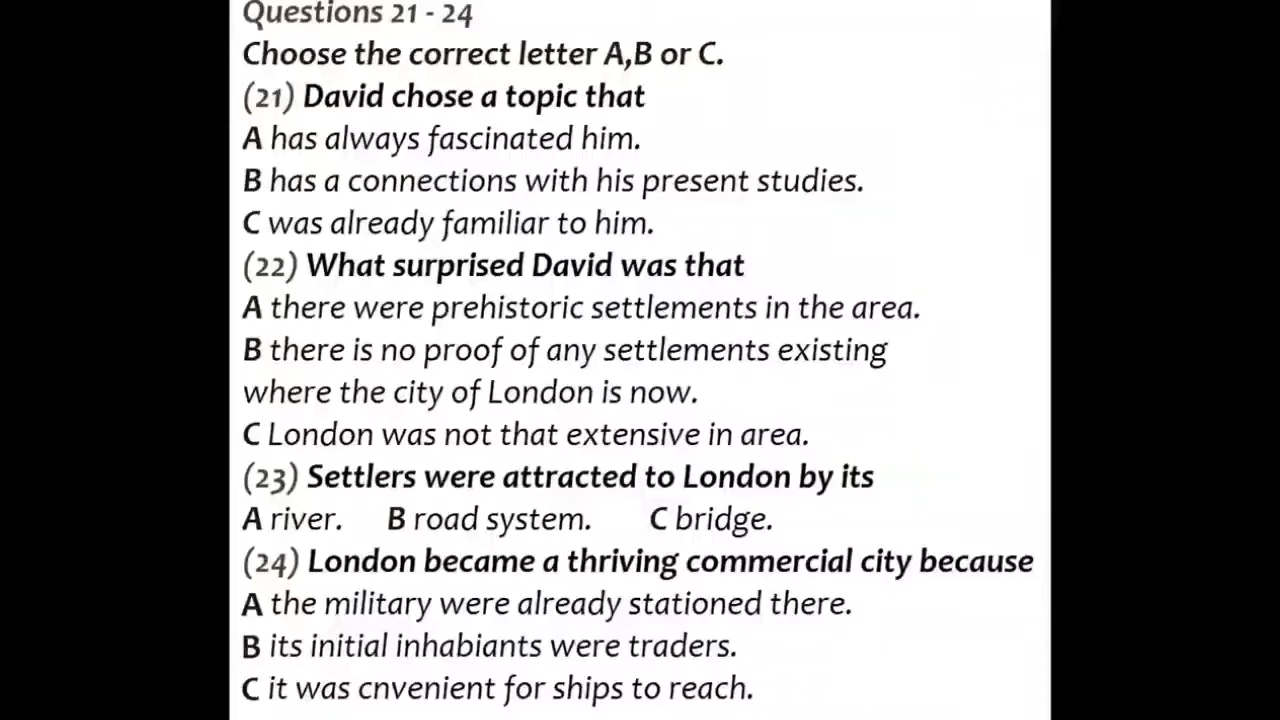 Questions 21 - 24
Choose the correct letter A,B or C.
(21) David chose a topic that
A has always fascinated him.
B has a connections with his present studies.
C was already familiar to him.
(22) What surprised David was that
A there were prehistoric settlements in the area.
B there is no proof of any settlements existing
where the city of London is now.
C London was not that extensive in area.
(23) Settlers were attracted to London by its
A river. B road system. C bridge.
(24) London became a thriving commercial city because
A the military were already stationed there.
B its initial inhabiants were traders.
C it was cnvenient for ships to reach.